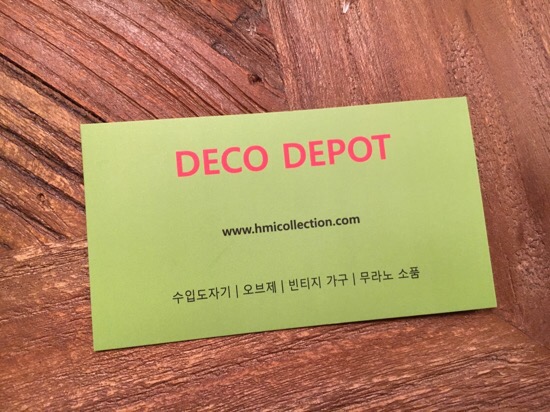 DECO DEPOT
www.hmicollection.com
수입도자기 | 오브제 | 빈티지 가구 | 무라노 소품